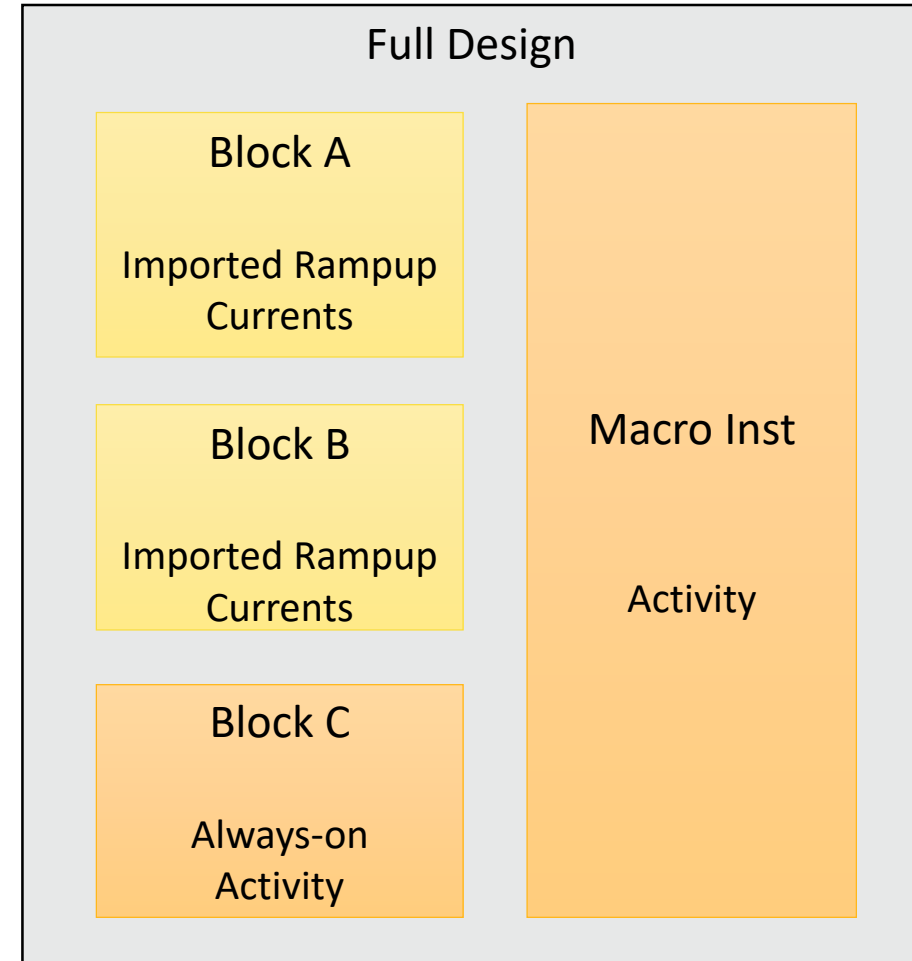 Full Design
Block A
Imported Rampup
Currents
Block B
Imported Rampup
Currents
Block C
Always-on
Activity
Macro Inst
Activity